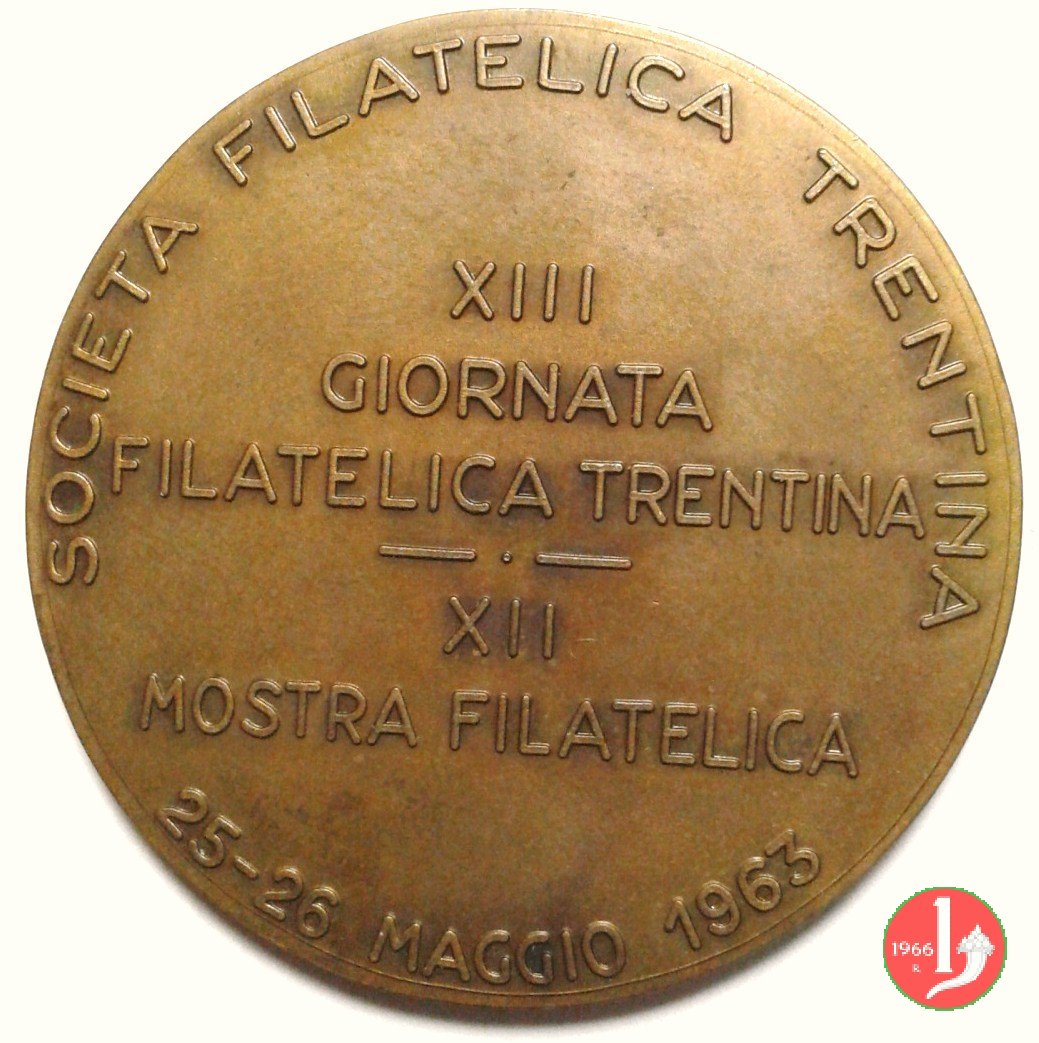 SOCIETA FILATELICA TRENTINA
XIII
GIORNATA
FILATELICA TRENTINA
XII
MOSTRA FILATELICA
25-26 MAGGIO 1963
1966
R